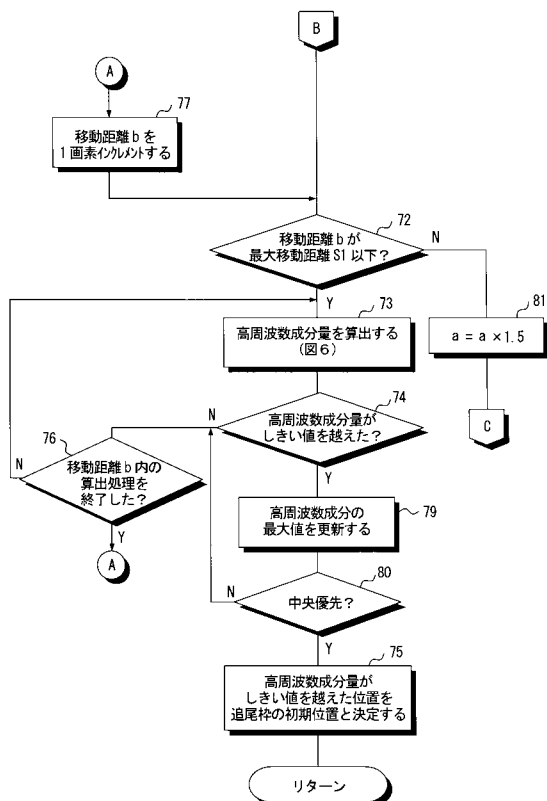 B
A
77
移動距離bを
1画素インクレメントする
72
移動距離bが
最大移動距離S1以下?
N
Y
73
高周波数成分量を算出する
(図6)
81
a=a×1.5
C
74
高周波数成分量が
しきい値を越えた?
N
Y
76
移動距離b内の
算出処理を
終了した?
N
Y
A
79
高周波数成分の
最大値を更新する
80
中央優先?
N
Y
75
高周波数成分量が
しきい値を越えた位置を
追尾枠の初期位置と決定する
リターン